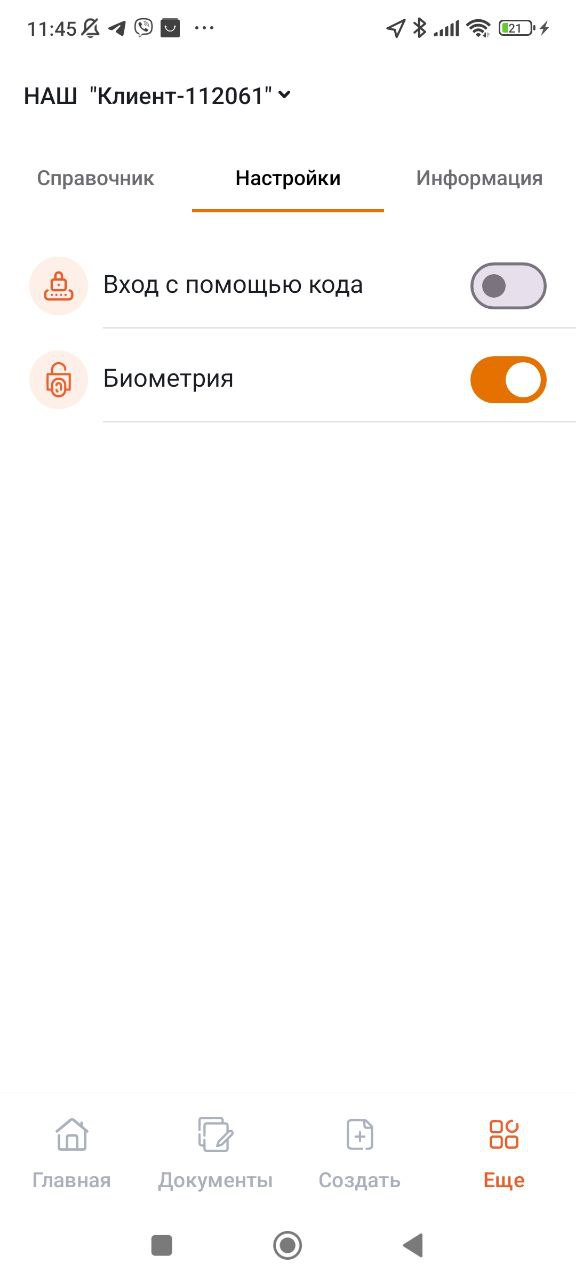 11:45
21
НАШ "Клиент-112061"
Справочник Настройки Информация
Вход с помощью кода
Биометрия
Главная Документы Создать Еще